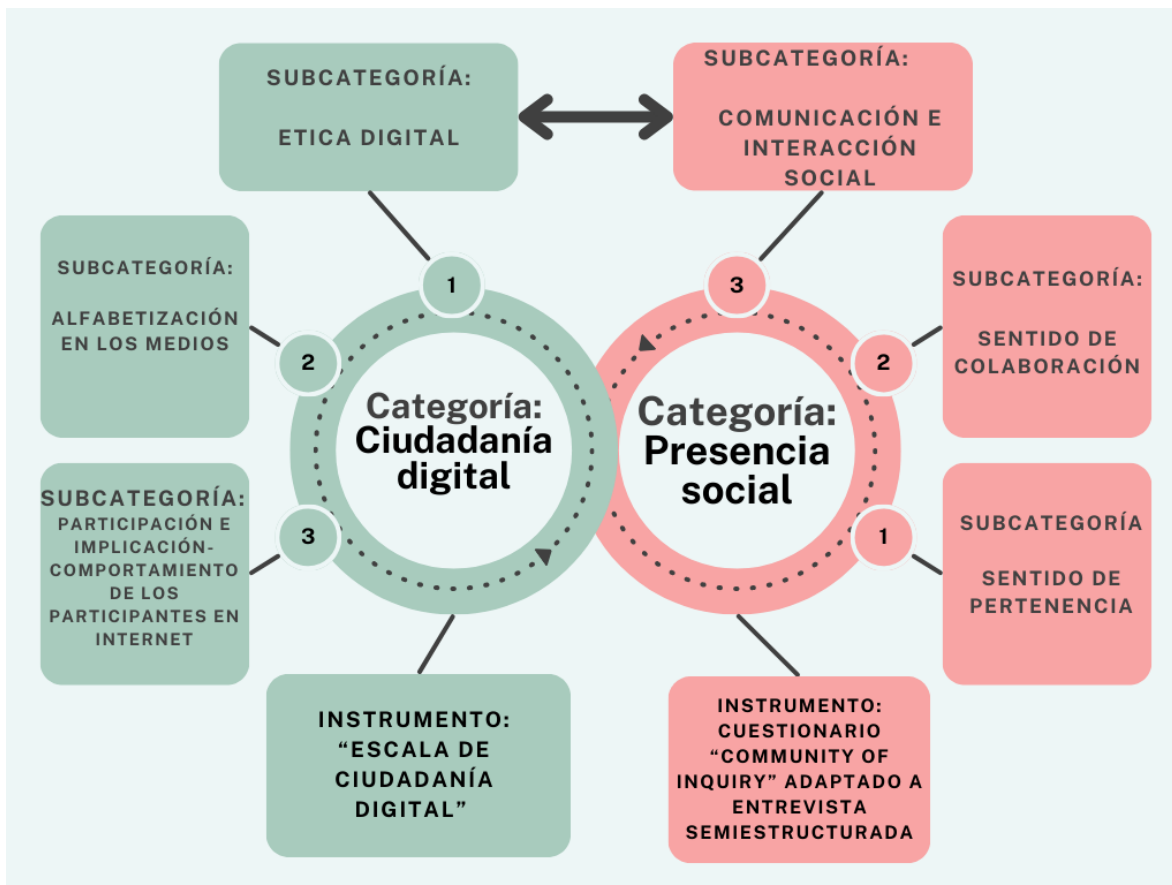 SUBCATEGORÍA:
ETICA DIGITAL
SUBCATEGORÍA:
COMUNICACIÓN E
INTERACCIÓN
SOCIAL
SUBCATEGORÍA:
ALFABETIZACIÓN
EN LOS MEDIOS
SUBCATEGORÍA:
PARTICIPACIÓN E
IMPLICACIÓN-
COMPORTAMIENTO
DE LOS
PARTICIPANTES EN
INTERNET
1
2
3
Categoría:
Ciudadanía
digital
3
2
1
Categoría:
Presencia
social
SUBCATEGORÍA:
SENTIDO DE
COLABORACIÓN
SUBCATEGORÍA
SENTIDO DE
PERTENENCIA
INSTRUMENTO:
“ESCALA DE
CIUDADANÍA
DIGITAL”
INSTRUMENTO:
CUESTIONARIO
“COMMUNITY OF
INQUIRY” ADAPTADO A
ENTREVISTA
SEMIESTRUCTURADA